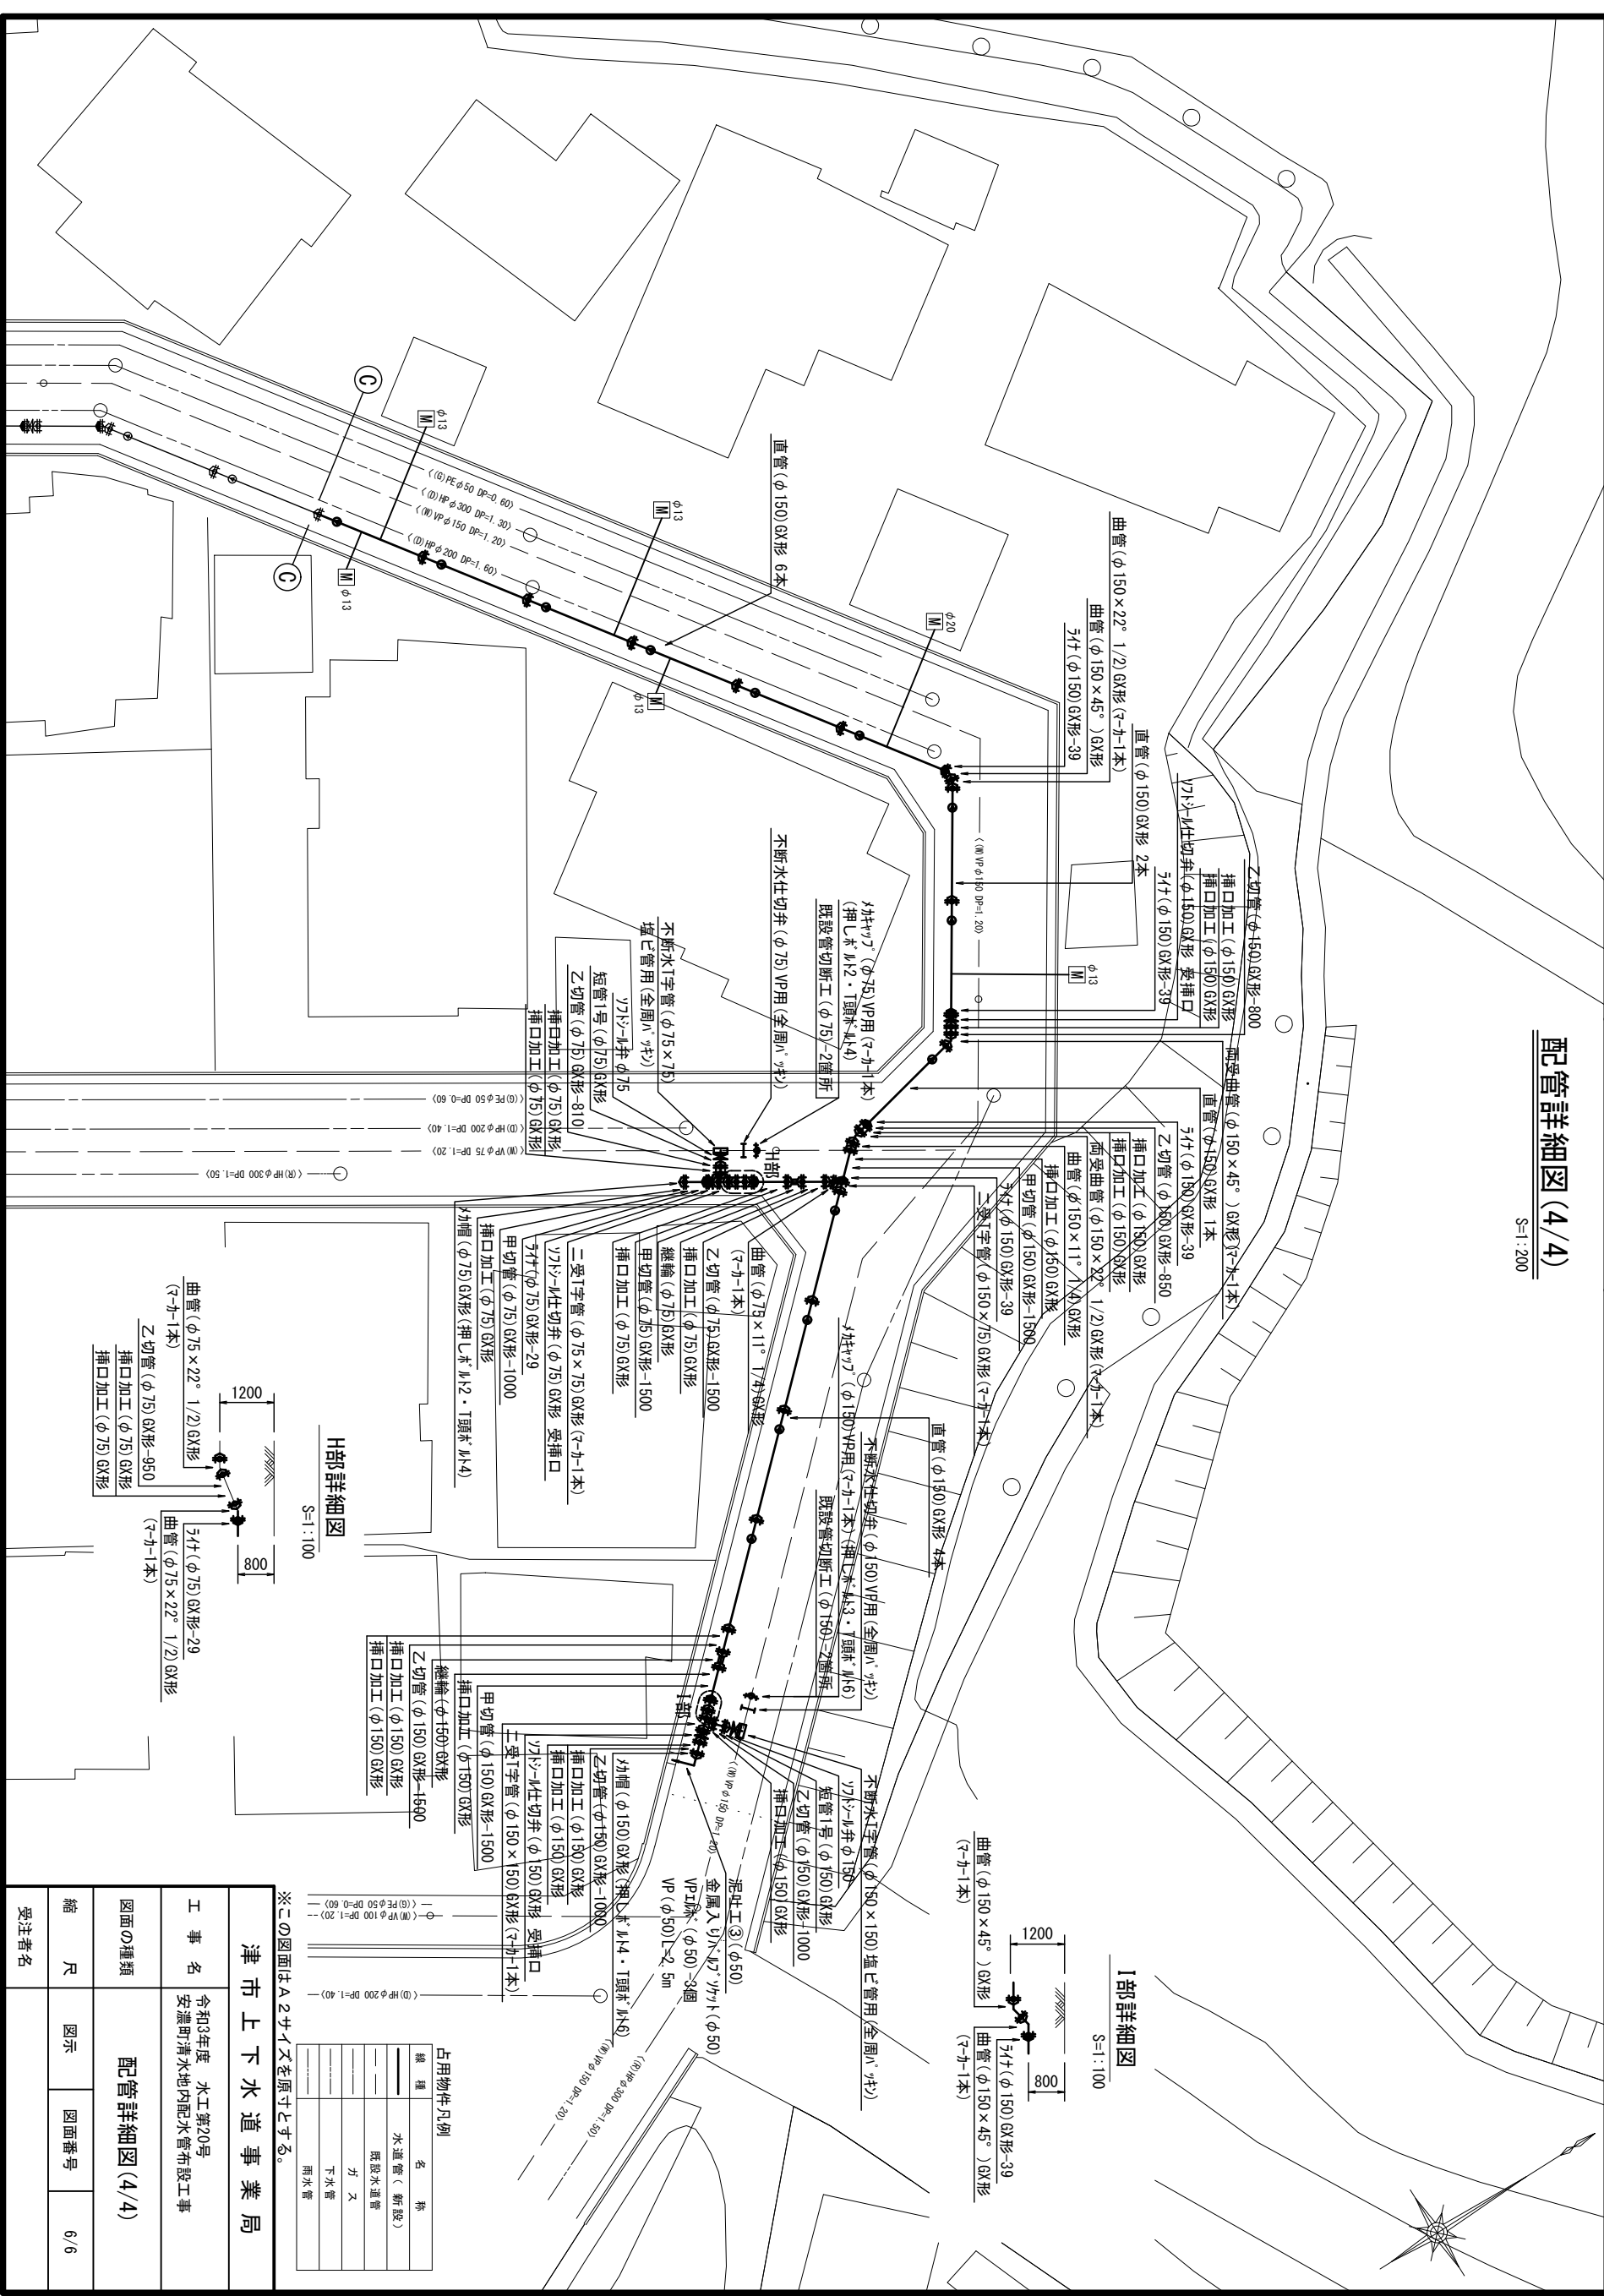 配管詳細図(4/4)
S=1:200
直管(φ150)GX形 6本
曲管(φ150×22° 1/2)GX形(マーカー1本)
曲管(φ150×45° )GX形
ライナ(φ150)GX形-39
直管(φ150)GX形 2本
乙切管(φ150)GX形-800
挿口加工(φ150)GX形
挿口加工(φ150)GX形
ソフトシール仕切弁(φ150)GX形 受挿口
ライナ(φ150)GX形-39
両受曲管(φ150×45° )GX形(マーカー1本)
直管(φ150)GX形 1本
ライナ(φ150)GX形-39
乙切管(φ150)GX形-850
挿口加工(φ150)GX形
挿口加工(φ150)GX形
両受曲管(φ150×22° 1/2)GX形(マーカー1本)
曲管(φ150×11° 1/4)GX形
挿口加工(φ150)GX形
甲切管(φ150)GX形-1500
ライナ(φ150)GX形-39
二受T字管(φ150×75)GX形(マーカー1本)
メカキャップ(φ75)VP用(マーカー1本)
(押しボルト2・T頭ボルト4)
既設管切断工(φ75)-2箇所
不断水仕切弁(φ75)VP用(全周パッキン)
不断水T字管(φ75×75)
塩ビ管用(全周パッキン)
ソフトシール弁φ75
短管1号(φ75)GX形
乙切管(φ75)GX形-810
挿口加工(φ75)GX形
挿口加工(φ75)GX形
H部
曲管(φ75×11° 1/4)GX形
(マーカー1本)
乙切管(φ75)GX形-1500
挿口加工(φ75)GX形
継輪(φ75)GX形
甲切管(φ75)GX形-1500
挿口加工(φ75)GX形
二受T字管(φ75×75)GX形(マーカー1本)
ソフトシール仕切弁(φ75)GX形 受挿口
ライナ(φ75)GX形-29
甲切管(φ75)GX形-1000
挿口加工(φ75)GX形
メカ帽(φ75)GX形(押しボルト2・T頭ボルト4)
直管(φ150)GX形 4本
不断水仕切弁(φ150)VP用(全周パッキン)
メカキャップ(φ150)VP用(マーカー1本)(押しボルト3・T頭ボルト6)
既設管切断工(φ150)-2箇所
不断水T字管(φ150×150)塩ビ管用(全周パッキン)
ソフトシール弁φ150
短管1号(φ150)GX形
乙切管(φ150)GX形-1000
挿口加工(φ150)GX形
泥吐工③(φ50)
金属入りバルブソケット(φ50)
VPエルボ(φ50)-3個
VP(φ50)L=2.5m
I部
メカ帽(φ150)GX形(押しボルト4・T頭ボルト6)
乙切管(φ150)GX形-1000
挿口加工(φ150)GX形
挿口加工(φ150)GX形
ソフトシール仕切弁(φ150)GX形 受挿口
二受T字管(φ150×150)GX形(マーカー1本)
甲切管(φ150)GX形-1500
挿口加工(φ150)GX形
継輪(φ150)GX形
乙切管(φ150)GX形-1500
挿口加工(φ150)GX形
挿口加工(φ150)GX形
C
C
M φ13
M φ13
M φ13
M φ13
M φ20
M φ13
(G)PEφ50 DP=0.60
(D)HPφ300 DP=1.30
(W)VPφ150 DP=1.20
(D)HPφ200 DP=1.60
(W)VPφ150 DP=1.20
(G)PEφ50 DP=0.60
(D)HPφ200 DP=1.40
(W)VPφ75 DP=1.20
(R)HPφ300 DP=1.50
(W)VPφ150 DP=1.20
(G)PEφ50 DP=0.60
(W)VPφ100 DP=1.20
(D)HPφ200 DP=1.40
(W)VPφ150 DP=1.20
(R)HPφ300 DP=1.50
H部詳細図
S=1:100
1200
800
曲管(φ75×22° 1/2)GX形
(マーカー1本)
乙切管(φ75)GX形-950
挿口加工(φ75)GX形
挿口加工(φ75)GX形
ライナ(φ75)GX形-29
曲管(φ75×22° 1/2)GX形
(マーカー1本)
I部詳細図
S=1:100
1200
800
曲管(φ150×45° )GX形
(マーカー1本)
ライナ(φ150)GX形-39
曲管(φ150×45° )GX形
(マーカー1本)
占用物件凡例
線種 名称
水道管(新設)
既設水道管
ガス
下水管
雨水管
※この図面はA2サイズを原寸とする。
津市上下水道事業局
工事名 令和3年度 水工第20号
安濃町清水地内配水管布設工事
図面の種類 配管詳細図(4/4)
縮尺 図示 図面番号 6/6
受注者名